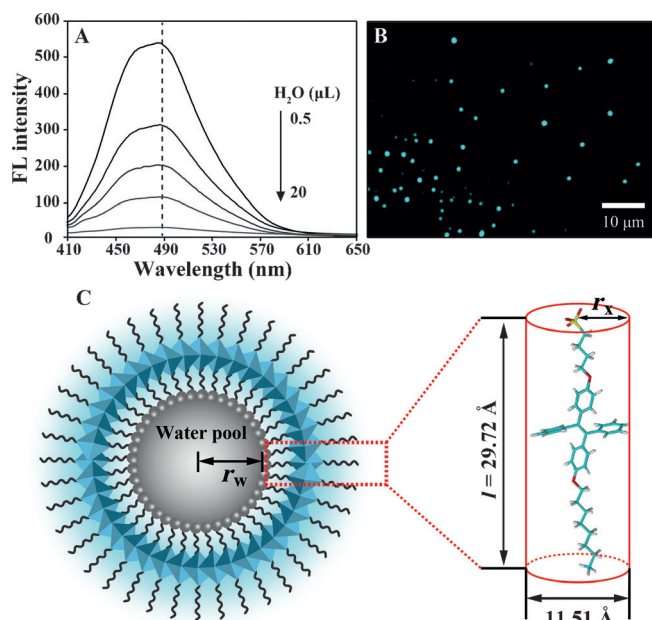 A
FL intensity
600
500
400
300
200
100
0
H₂O (µL)
0.5
20
410 450 490 530 570 610 650
Wavelength (nm)
B
10 µm
C
Water pool
r_w
r_x
l = 29.72 Å
11.51 Å